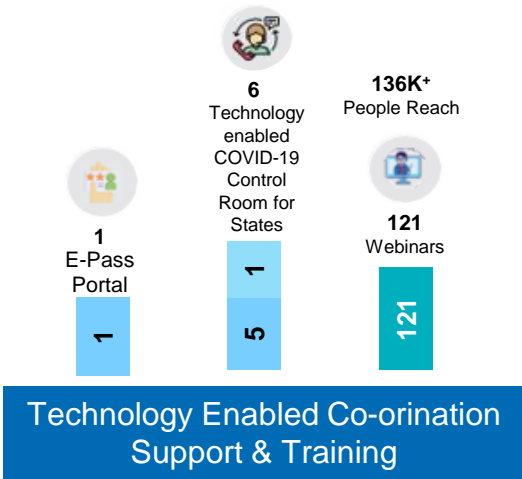 1
E-Pass
Portal
1
6
Technology
enabled
COVID-19
Control
Room for
States
1
5
136K+
People Reach
121
Webinars
121
Technology Enabled Co-orination
Support & Training